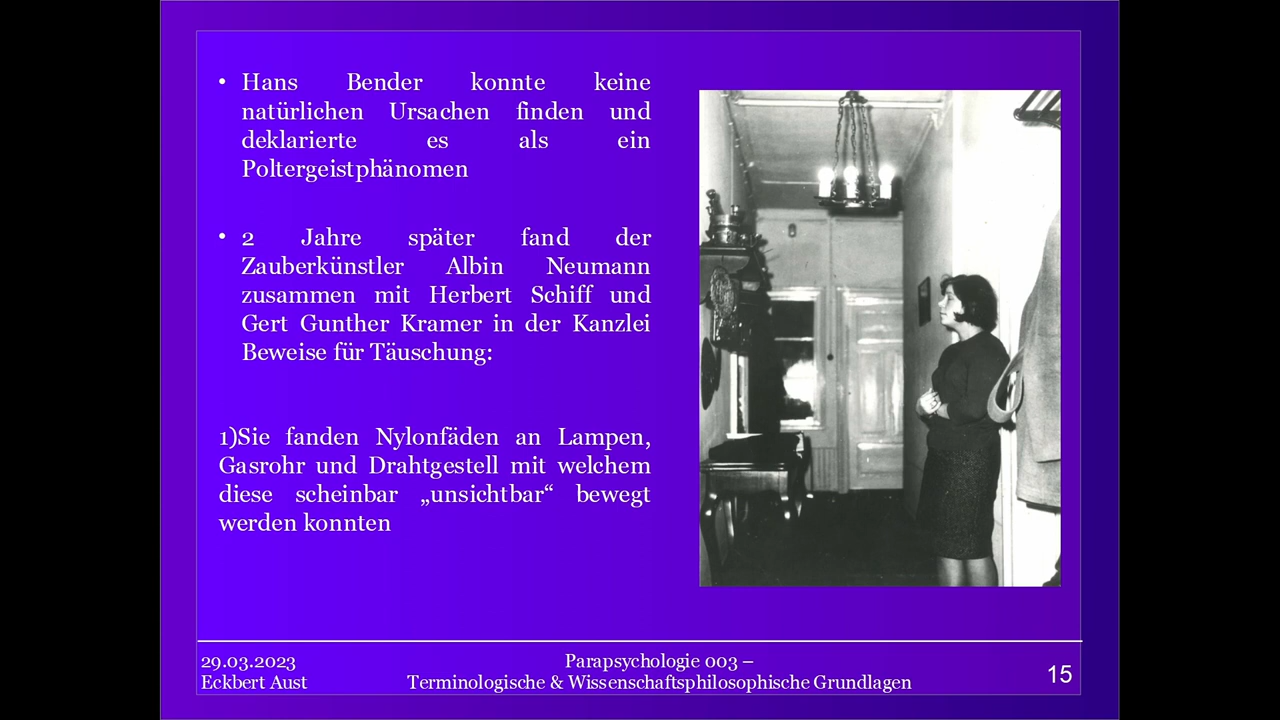 • Hans Bender konnte keine
natürlichen Ursachen finden und
deklarierte es als ein
Poltergeistphänomen
• 2 Jahre später fand der
Zauberkünstler Albin Neumann
zusammen mit Herbert Schiff und
Gert Gunther Kramer in der Kanzlei
Beweise für Täuschung:
1)Sie fanden Nylonfäden an Lampen,
Gasrohr und Drahtgestell mit welchem
diese scheinbar „unsichtbar“ bewegt
werden konnten
29.03.2023
Eckbert Aust
Parapsychologie 003 –
Terminologische & Wissenschaftsphilosophische Grundlagen
15